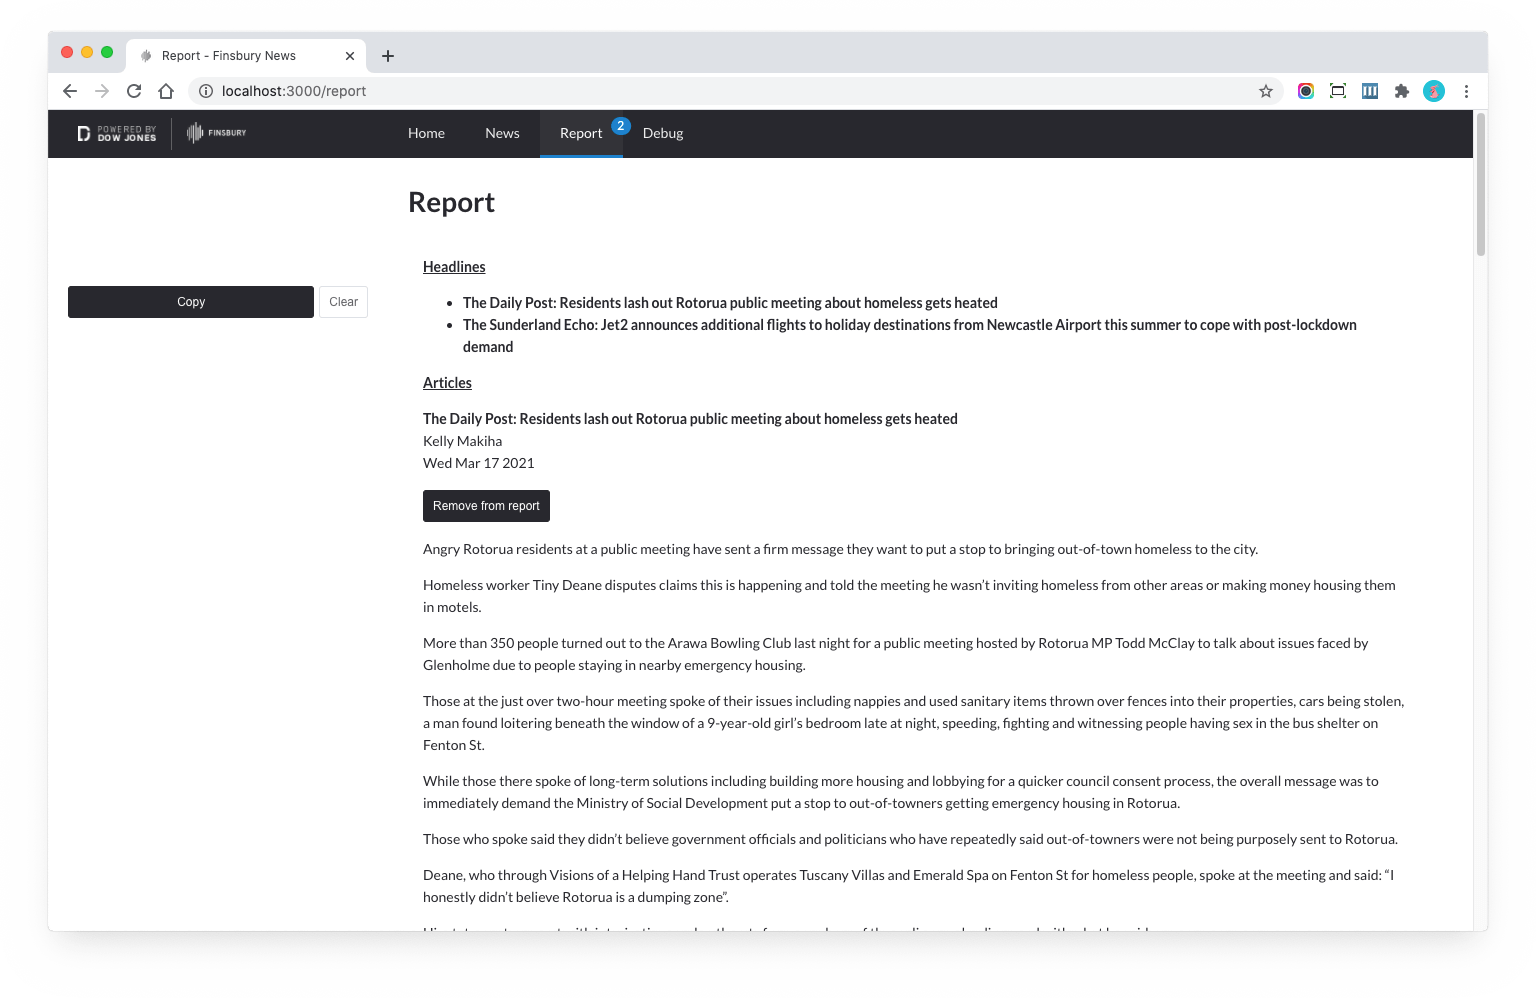 Report - Finsbury News
localhost:3000/report
POWERED BY
DOW JONES
FINSBURY
Home
News
Report
2
Debug
Report
Copy
Clear
Headlines
• The Daily Post: Residents lash out Rotorua public meeting about homeless gets heated
• The Sunderland Echo: Jet2 announces additional flights to holiday destinations from Newcastle Airport this summer to cope with post-lockdown
demand
Articles
The Daily Post: Residents lash out Rotorua public meeting about homeless gets heated
Kelly Makiha
Wed Mar 17 2021
Remove from report
Angry Rotorua residents at a public meeting have sent a firm message they want to put a stop to bringing out-of-town homeless to the city.
Homeless worker Tiny Deane disputes claims this is happening and told the meeting he wasn’t inviting homeless from other areas or making money housing them
in motels.
More than 350 people turned out to the Arawa Bowling Club last night for a public meeting hosted by Rotorua MP Todd McClay to talk about issues faced by
Glenholme due to people staying in nearby emergency housing.
Those at the just over two-hour meeting spoke of their issues including nappies and used sanitary items thrown over fences into their properties, cars being stolen,
a man found loitering beneath the window of a 9-year-old girl’s bedroom late at night, speeding, fighting and witnessing people having sex in the bus shelter on
Fenton St.
While those there spoke of long-term solutions including building more housing and lobbying for a quicker council consent process, the overall message was to
immediately demand the Ministry of Social Development put a stop to out-of-towners getting emergency housing in Rotorua.
Those who spoke said they didn’t believe government officials and politicians who have repeatedly said out-of-towners were not being purposely sent to Rotorua.
Deane, who through Visions of a Helping Hand Trust operates Tuscany Villas and Emerald Spa on Fenton St for homeless people, spoke at the meeting and said: “I
honestly didn’t believe Rotorua is a dumping zone”.